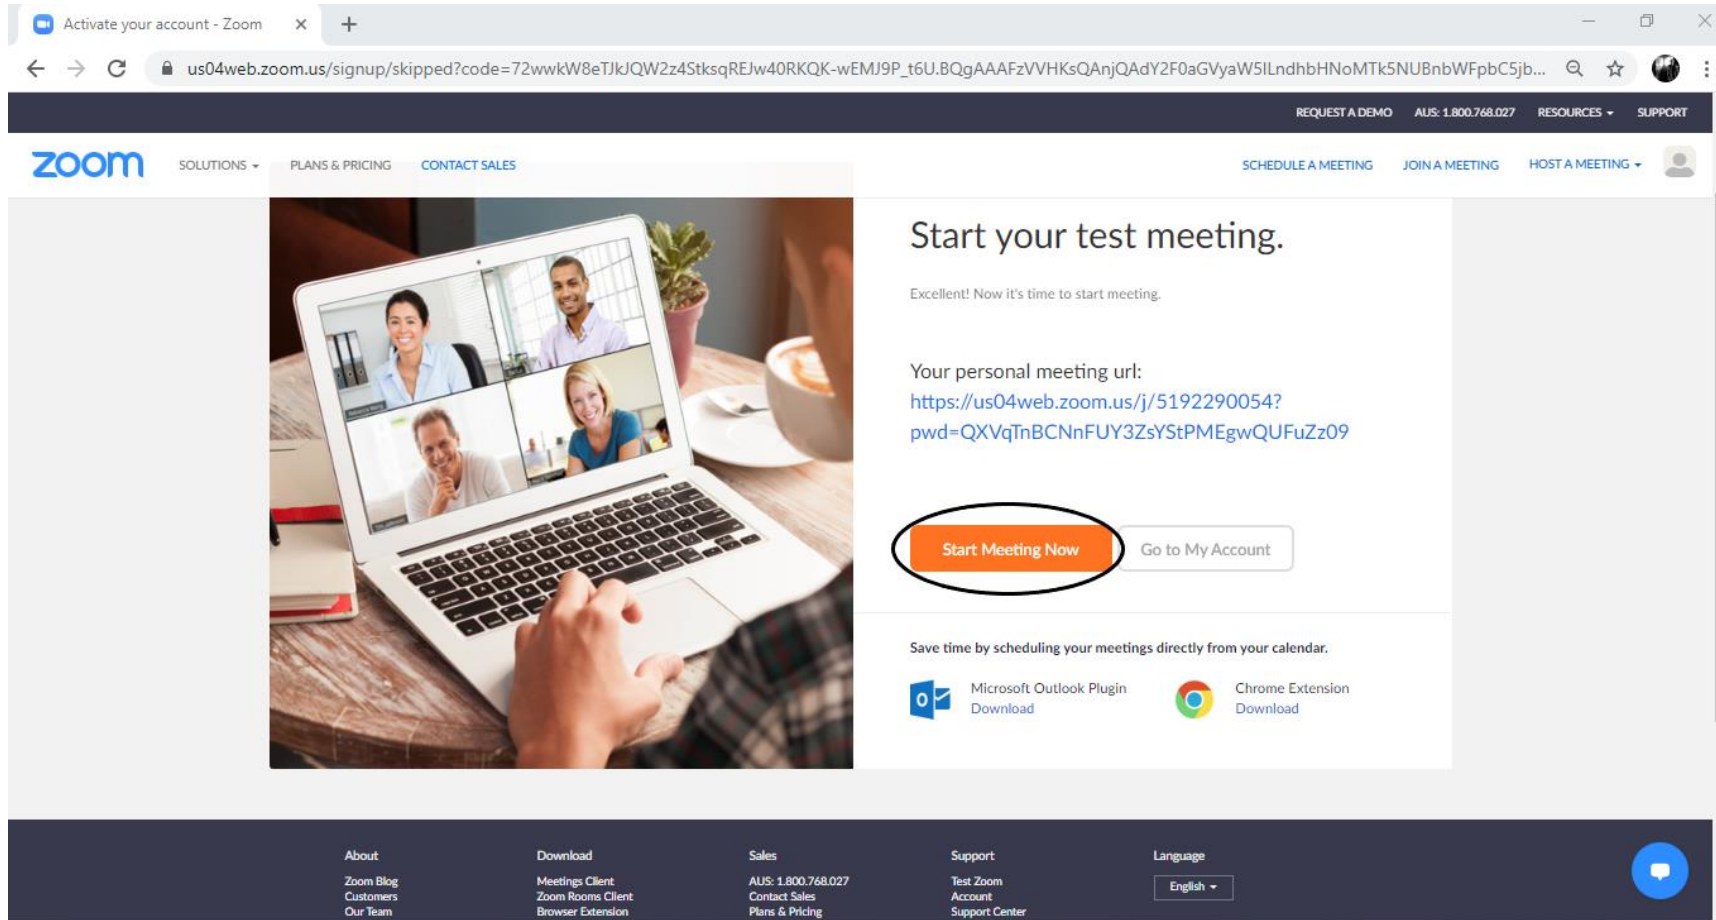 Activate your account - Zoom
us04web.zoom.us/signup/skipped?code=72wwkW8eTJkJQW2z4StksqREJw40RKQK-wEMJ9P_t6U.BQgAAAFzVVHKsQAnjQAdY2F0aGVyaW5lLndhbHNoMTk5NUBnbWFpbC5jb...
REQUEST A DEMO AUS: 1.800.768.027 RESOURCES SUPPORT
zoom SOLUTIONS PLANS & PRICING CONTACT SALES SCHEDULE A MEETING JOIN A MEETING HOST A MEETING
Start your test meeting.
Excellent! Now it's time to start meeting.
Your personal meeting url:
https://us04web.zoom.us/j/5192290054?
pwd=QXVqTnBCNnFUY3ZsYStPMEgwQUFuZz09
Start Meeting Now Go to My Account
Save time by scheduling your meetings directly from your calendar.
Microsoft Outlook Plugin
Download
Chrome Extension
Download
About
Zoom Blog
Customers
Our Team
Download
Meetings Client
Zoom Rooms Client
Browser Extension
Sales
AUS: 1.800.768.027
Contact Sales
Plans & Pricing
Support
Test Zoom
Account
Support Center
Language
English